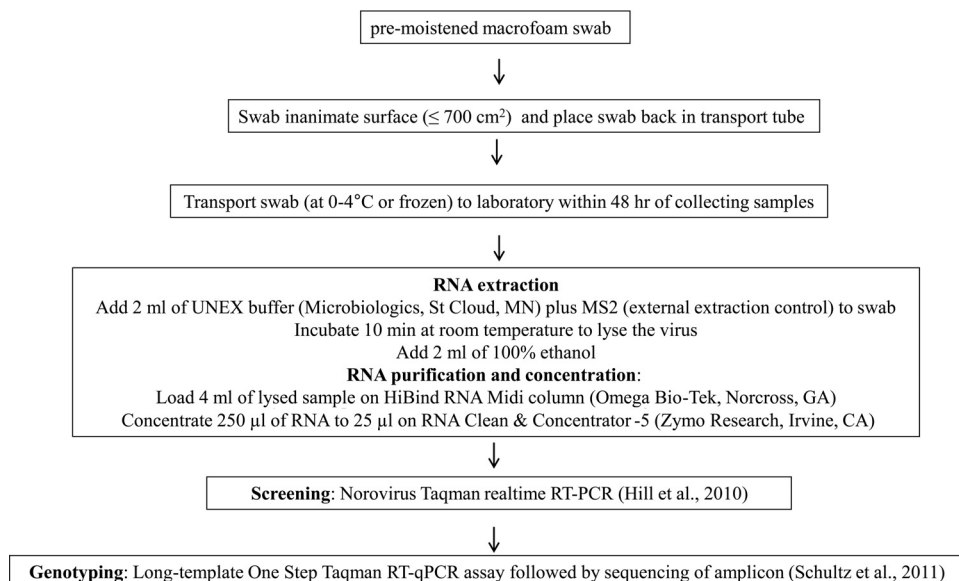 pre-moistened macrofoam swab
Swab inanimate surface (≤ 700 cm²) and place swab back in transport tube
Transport swab (at 0-4°C or frozen) to laboratory within 48 hr of collecting samples
RNA extraction
Add 2 ml of UNEX buffer (Microbiologics, St Cloud, MN) plus MS2 (external extraction control) to swab
Incubate 10 min at room temperature to lyse the virus
Add 2 ml of 100% ethanol
RNA purification and concentration:
Load 4 ml of lysed sample on HiBind RNA Midi column (Omega Bio-Tek, Norcross, GA)
Concentrate 250 µl of RNA to 25 µl on RNA Clean & Concentrator -5 (Zymo Research, Irvine, CA)
Screening: Norovirus Taqman realtime RT-PCR (Hill et al., 2010)
Genotyping: Long-template One Step Taqman RT-qPCR assay followed by sequencing of amplicon (Schultz et al., 2011)